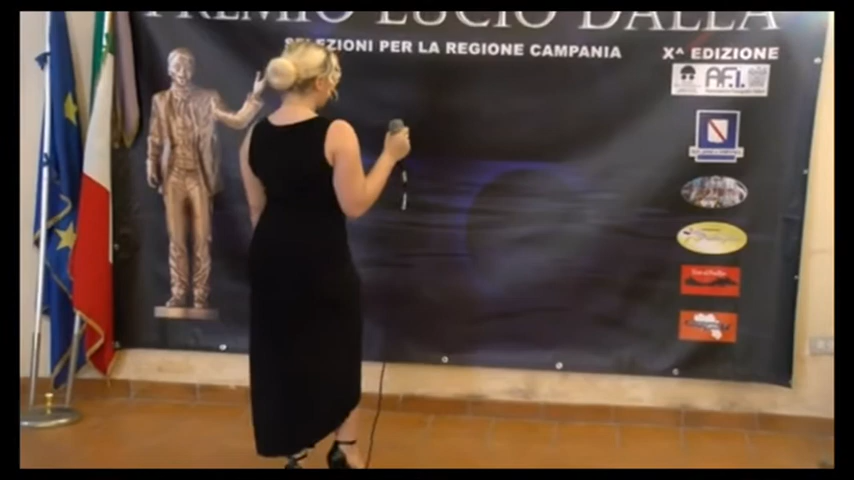 PREMIO LUCIO DALLA
SELEZIONI PER LA REGIONE CAMPANIA X^ EDIZIONE
A.F.I.